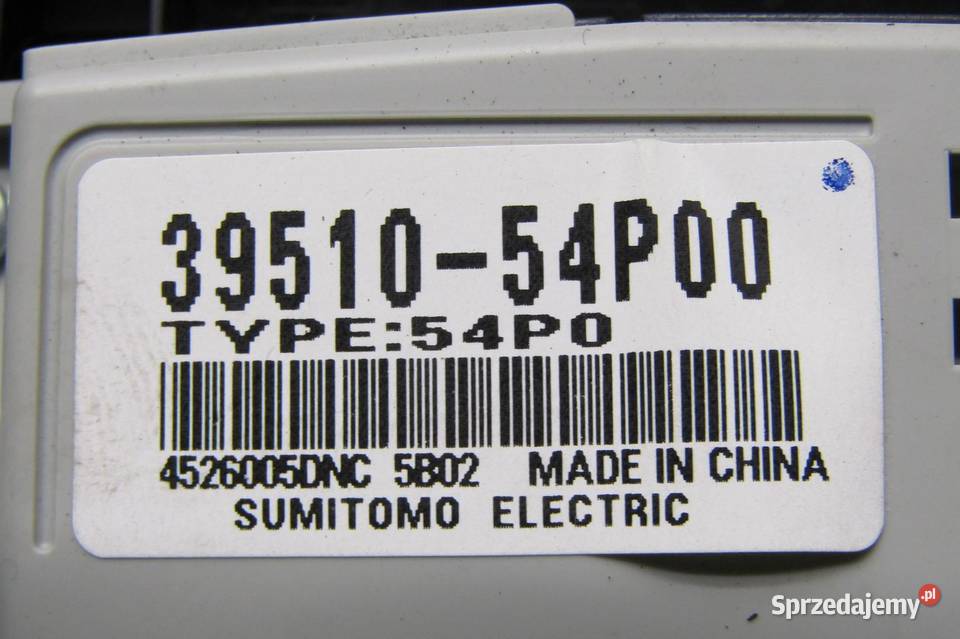 39510-54P00
TYPE:54P0
4526005DNC 5B02 MADE IN CHINA
SUMITOMO ELECTRIC
Sprzedajemy.pl